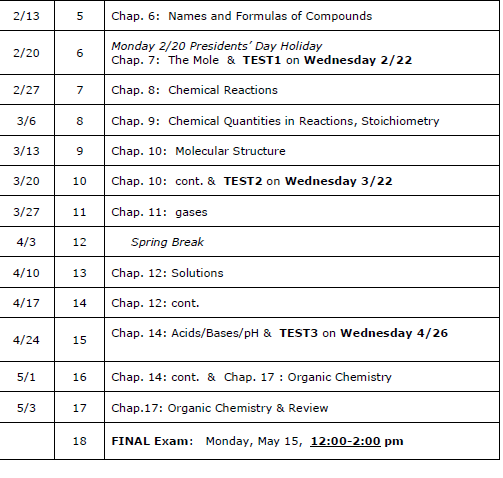 2/13 5 Chap. 6: Names and Formulas of Compounds
Monday 2/20 Presidents’ Day Holiday
2/20 6 Chap. 7: The Mole & TEST1 on Wednesday 2/22
2/27 7 Chap. 8: Chemical Reactions
3/6 8 Chap. 9: Chemical Quantities in Reactions, Stoichiometry
3/13 9 Chap. 10: Molecular Structure
3/20 10 Chap. 10: cont. & TEST2 on Wednesday 3/22
3/27 11 Chap. 11: gases
4/3 12 Spring Break
4/10 13 Chap. 12: Solutions
4/17 14 Chap. 12: cont.
4/24 15 Chap. 14: Acids/Bases/pH & TEST3 on Wednesday 4/26
5/1 16 Chap. 14: cont. & Chap. 17 : Organic Chemistry
5/3 17 Chap.17: Organic Chemistry & Review
18 FINAL Exam: Monday, May 15, 12:00-2:00 pm